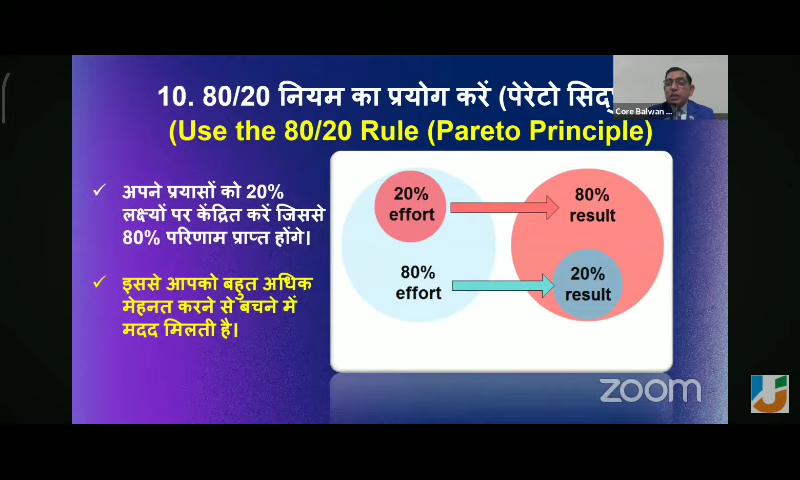 10. 80/20 नियम का प्रयोग करें (पेरेटो
(Use the 80/20 Rule (Pareto Principle)
Core Balwan ...
✓ अपने प्रयासों को 20%
लक्ष्यों पर केंद्रित करें जिससे
80% परिणाम प्राप्त होंगे।
✓ इससे आपको बहुत अधिक
मेहनत करने से बचने में
मदद मिलती है।
20%
effort
80%
result
80%
effort
20%
result
zoom